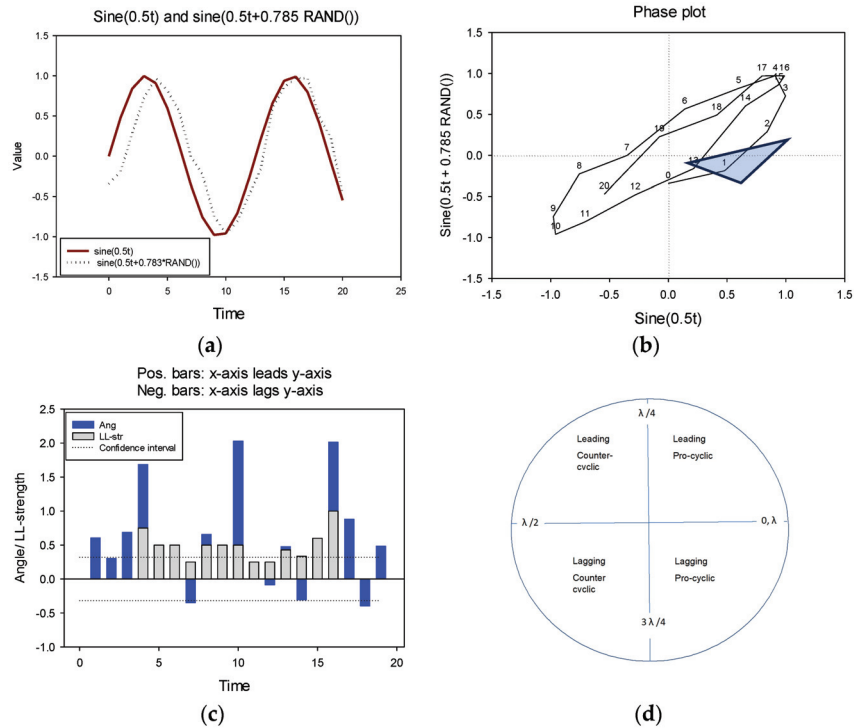 Sine(0.5t) and sine(0.5t+0.785 RAND())
1.5
1.0
0.5
0.0
-0.5
-1.0
-1.5
Value
sine(0.5t)
sine(0.5t+0.783*RAND())
-5 0 5 10 15 20 25
Time
(a)
Phase plot
1.5
1.0
0.5
0.0
-0.5
-1.0
-1.5
Sine(0.5t + 0.785 RAND())
17 4 16
15
5 3
6 14
18 2
19
7
8 13 1
0
20 12
9 11
10
-1.5 -1.0 -0.5 0.0 0.5 1.0 1.5
Sine(0.5t)
(b)
Pos. bars: x-axis leads y-axis
Neg. bars: x-axis lags y-axis
2.5
2.0
1.5
1.0
0.5
0.0
-0.5
-1.0
Angle/ LL-strength
Ang
LL-str
Confidence interval
0 5 10 15 20
Time
(c)
λ/4
Leading Leading
Counter- Pro-cyclic
cvclic
λ/2 0, λ
Lagging Lagging
Counter Pro-cyclic
cvclic
3 λ/4
(d)